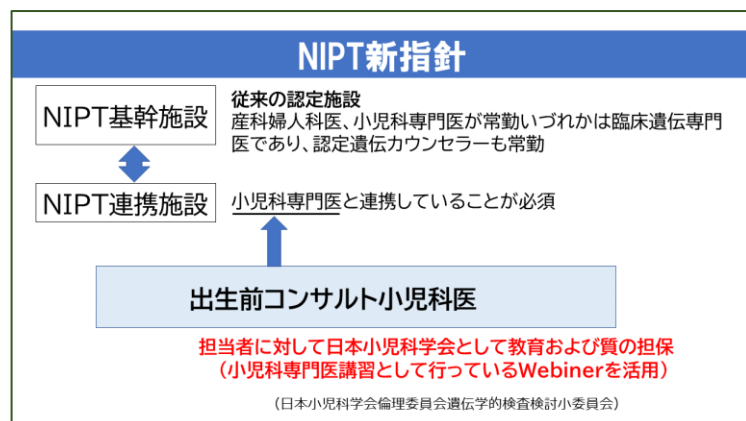 NIPT新指針
NIPT基幹施設
従来の認定施設
産科婦人科医、小児科専門医が常勤いづれかは臨床遺伝専門
医であり、認定遺伝カウンセラーも常勤
NIPT連携施設
小児科専門医と連携していることが必須
出生前コンサルト小児科医
担当者に対して日本小児科学会として教育および質の担保
（小児科専門医講習として行っているWebinerを活用）
（日本小児科学会倫理委員会遺伝学的検査検討小委員会）